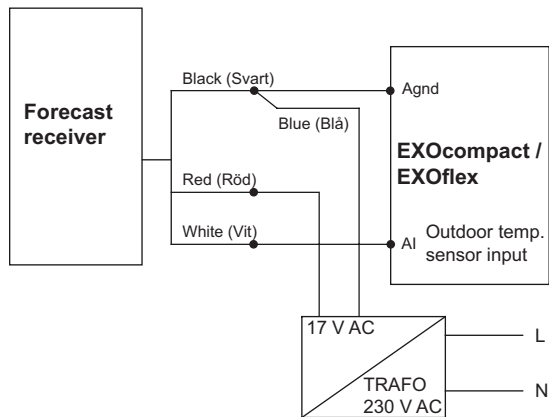 Forecast
receiver
Black (Svart)
Blue (Blå)
Red (Röd)
White (Vit)
Agnd
EXOcompact /
EXOflex
AI
Outdoor temp.
sensor input
17 V AC
TRAFO
230 V AC
L
N